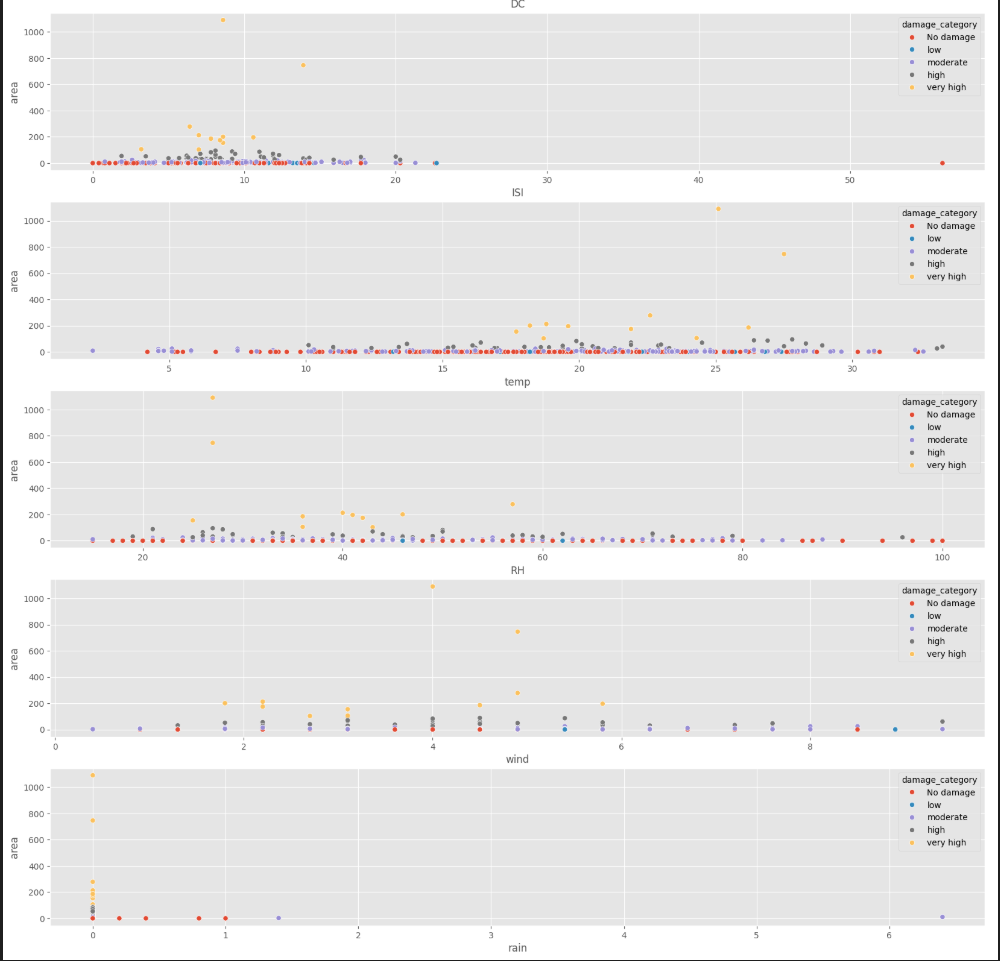 DC
1000
800
600
400
200
0
area
damage_category
No damage
low
moderate
high
very high
0 10 20 30 40 50
ISI
1000
800
600
400
200
0
area
damage_category
No damage
low
moderate
high
very high
5 10 15 20 25 30
temp
1000
800
600
400
200
0
area
damage_category
No damage
low
moderate
high
very high
20 40 60 80 100
RH
1000
800
600
400
200
0
area
damage_category
No damage
low
moderate
high
very high
0 2 4 6 8
wind
1000
800
600
400
200
0
area
damage_category
No damage
low
moderate
high
very high
0 1 2 3 4 5 6
rain